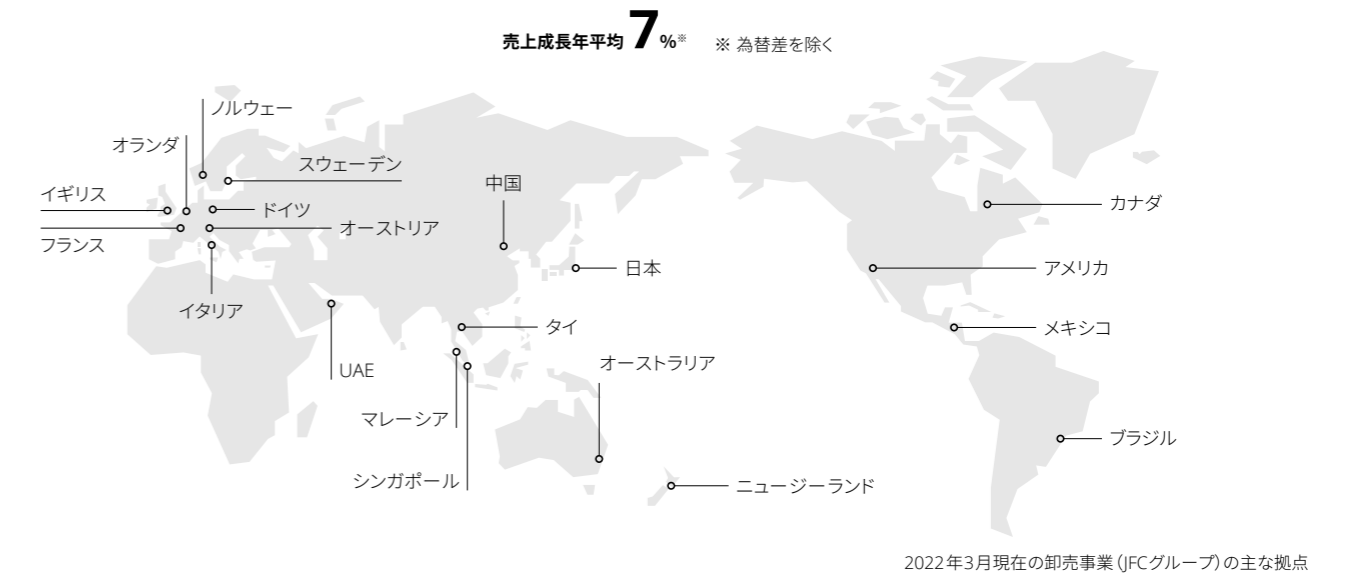 売上成長年平均7%※ ※ 為替差を除く
ノルウェー
オランダ
スウェーデン
イギリス
ドイツ
オーストリア
フランス
イタリア
中国
日本
タイ
UAE
マレーシア
シンガポール
オーストラリア
ニュージーランド
カナダ
アメリカ
メキシコ
ブラジル
2022年3月現在の卸売事業（JFCグループ）の主な拠点